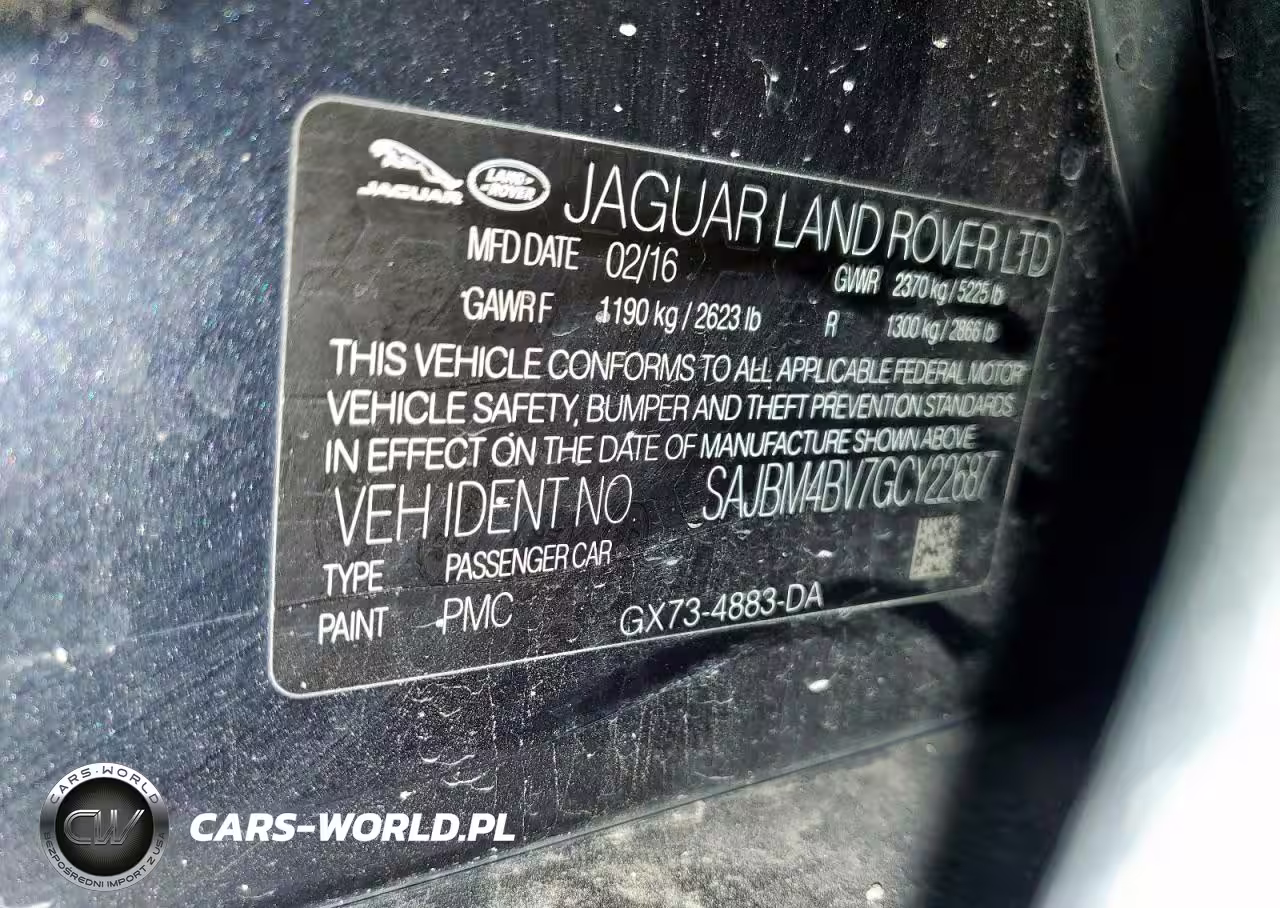 JAGUAR
LAND ROVER
JAGUAR LAND ROVER LTD
MFD DATE 02/16 GVWR 2370 kg / 5225 lb
GAWR F 1190 kg / 2623 lb R 1300 kg / 2866 lb
THIS VEHICLE CONFORMS TO ALL APPLICABLE FEDERAL MOTOR
VEHICLE SAFETY, BUMPER AND THEFT PREVENTION STANDARDS
IN EFFECT ON THE DATE OF MANUFACTURE SHOWN ABOVE
VEH IDENT NO. SAJBM4BV7GCY22687
TYPE PASSENGER CAR
PAINT PMC GX73-4883-DA
CARS-WORLD
CW
BEZPOŚREDNI IMPORT Z USA
CARS-WORLD.PL